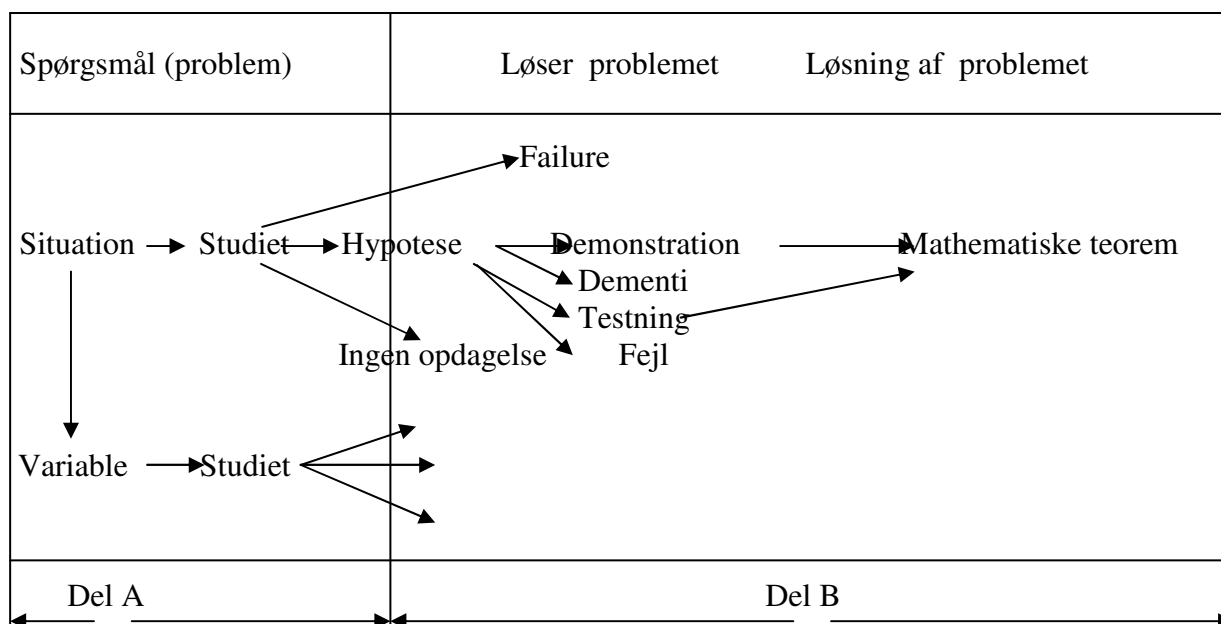 Spørgsmål (problem) Løser problemet Løsning af problemet
Failure
Situation Studiet Hypotese Demonstration Mathematiske teorem
Dementi
Testning
Ingen opdagelse Fejl
Variable Studiet
Del A Del B